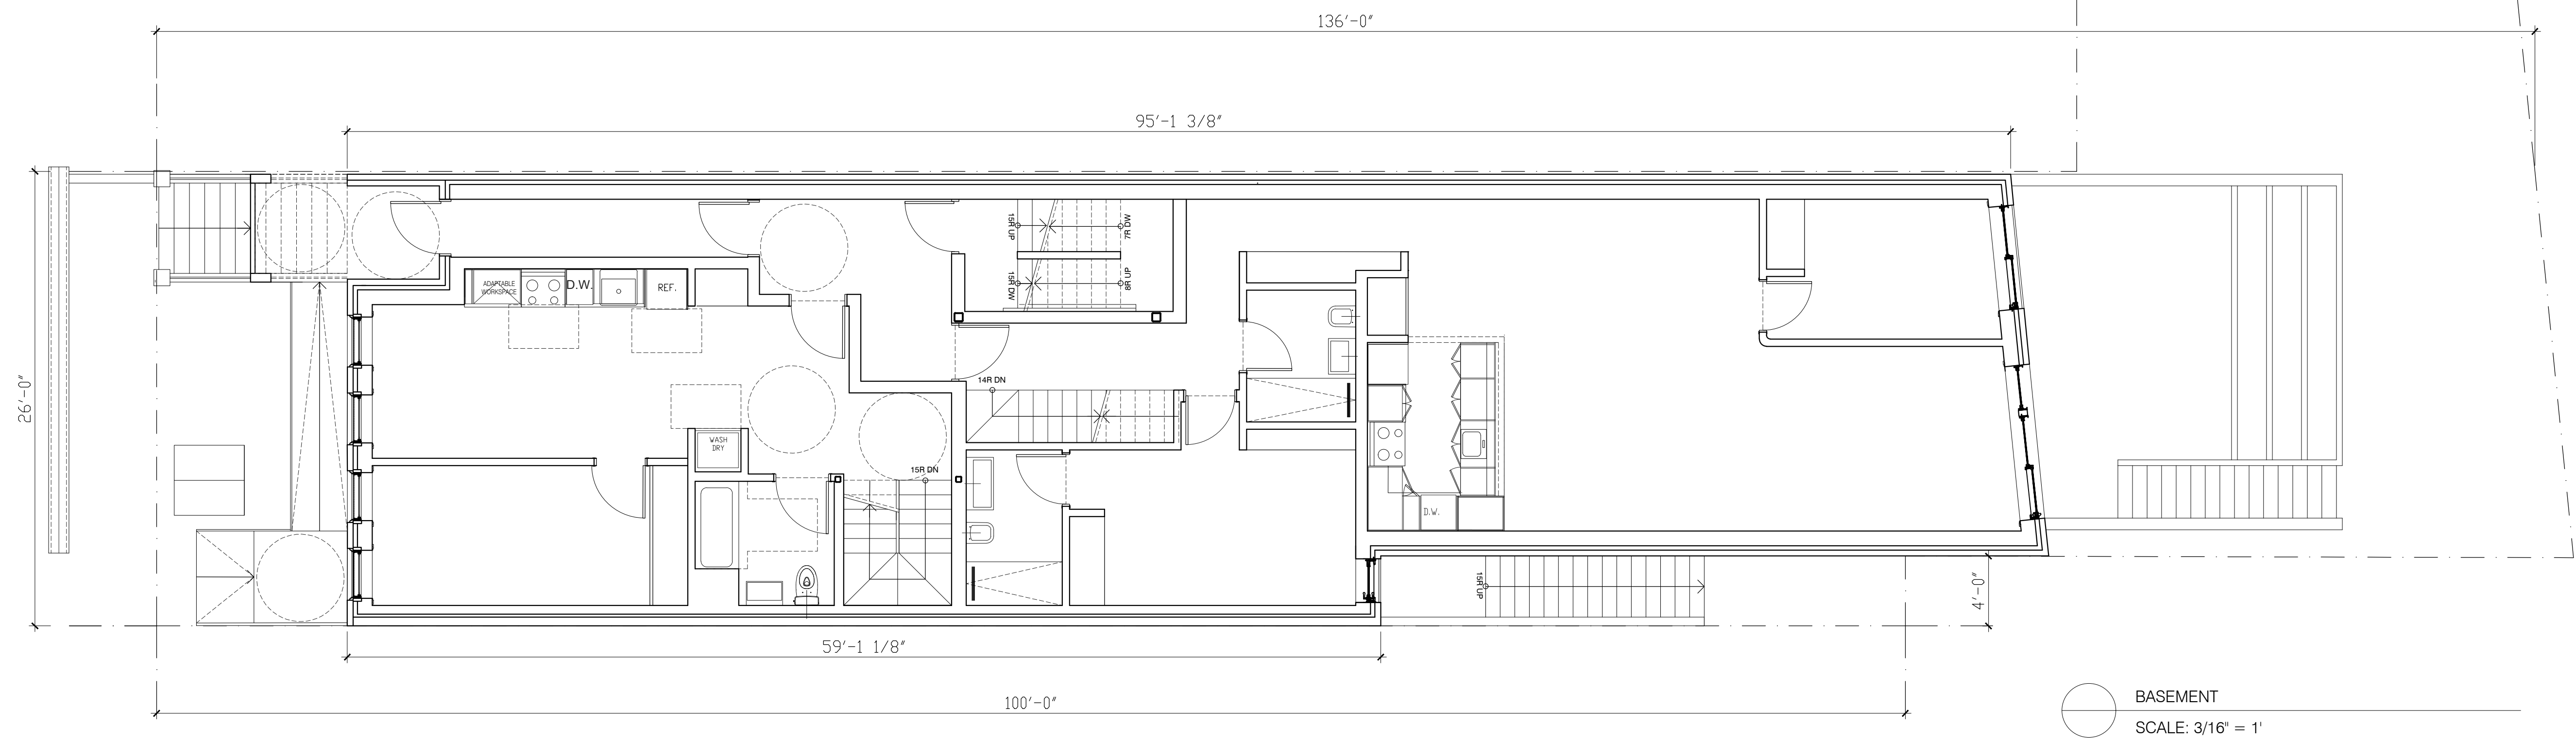 136'-0"
95'-1 3/8"
26'-0"
15R UP
7R DW
15R DW
8R UP
ADAPTABLE
WORKSPACE
D.W.
REF.
14R DN
WASH
DRY
15R DN
D.W.
15R UP
4'-0"
59'-1 1/8"
100'-0"
BASEMENT
SCALE: 3/16" = 1'